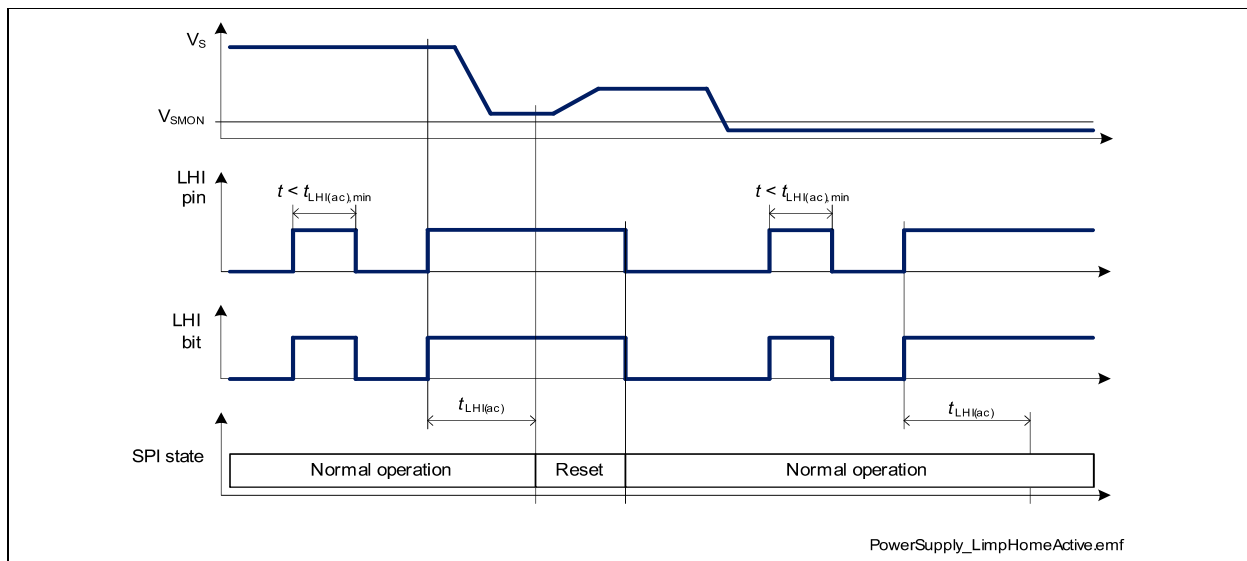 VS
VSMON
LHI
pin
t < tLHI(ac),min
t < tLHI(ac),min
LHI
bit
tLHI(ac)
tLHI(ac)
SPI state
Normal operation
Reset
Normal operation
PowerSupply_LimpHomeActive.emf